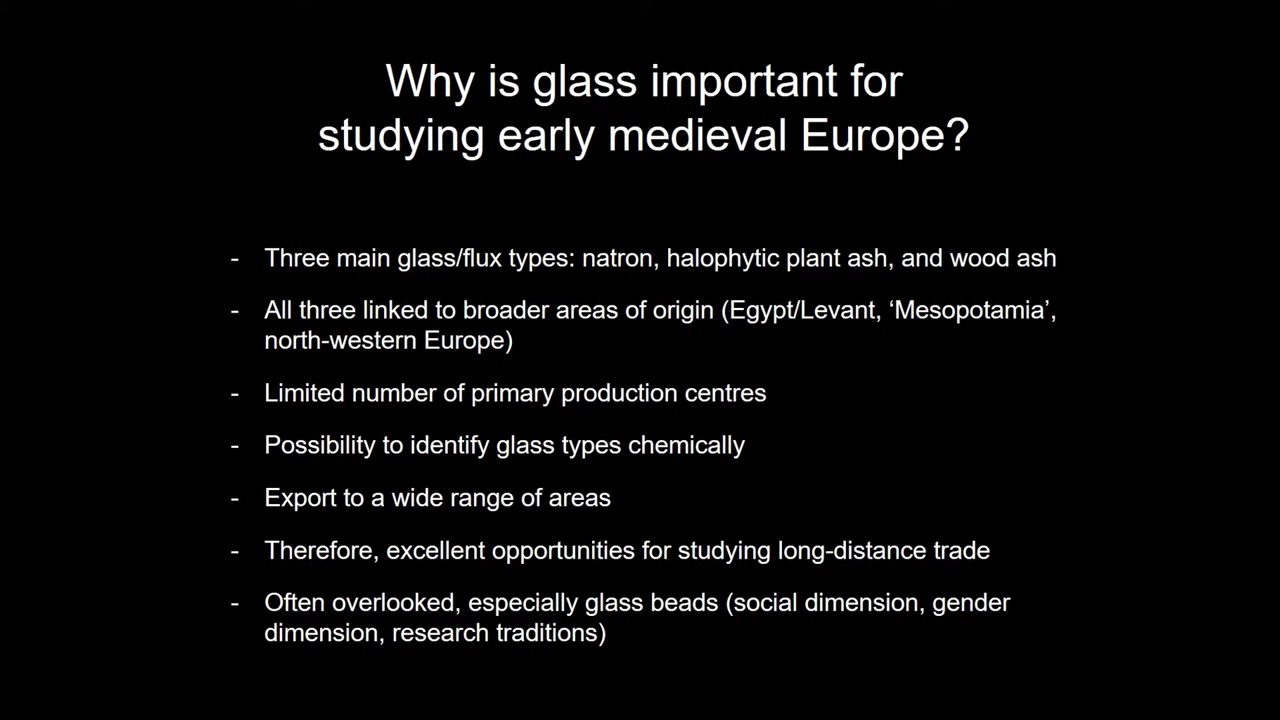 Why is glass important for
studying early medieval Europe?
- Three main glass/flux types: natron, halophytic plant ash, and wood ash
- All three linked to broader areas of origin (Egypt/Levant, ‘Mesopotamia’,
north-western Europe)
- Limited number of primary production centres
- Possibility to identify glass types chemically
- Export to a wide range of areas
- Therefore, excellent opportunities for studying long-distance trade
- Often overlooked, especially glass beads (social dimension, gender
dimension, research traditions)